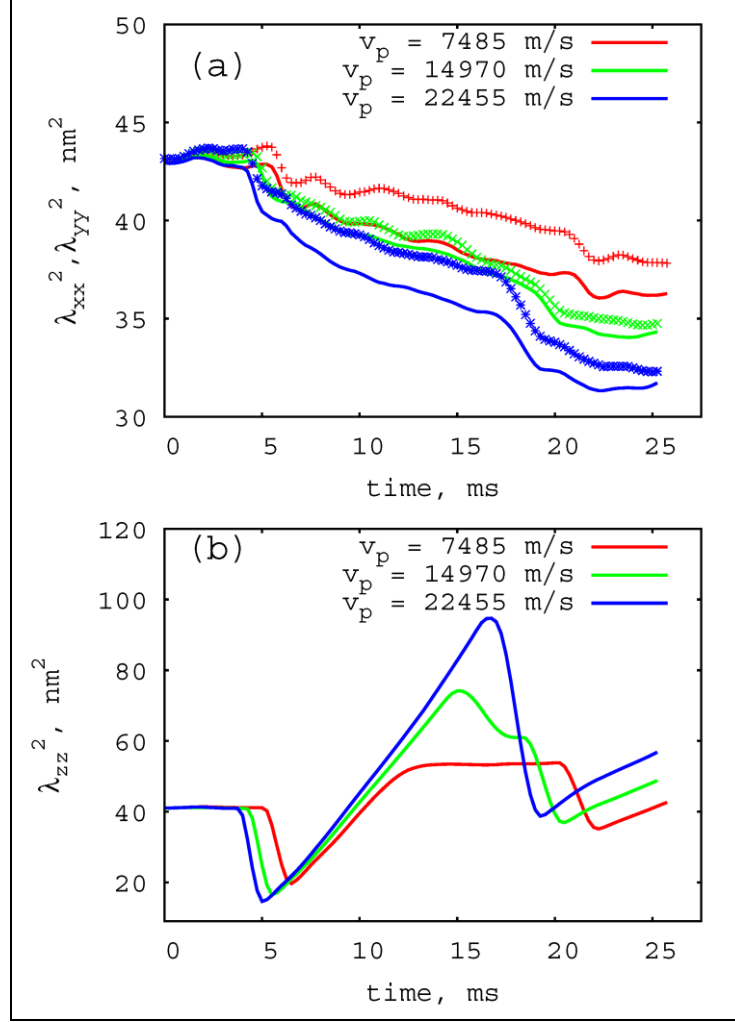 (a)
v_p = 7485 m/s
v_p = 14970 m/s
v_p = 22455 m/s
λ_xx^2, λ_yy^2, nm^2
50
45
40
35
30
0 5 10 15 20 25
time, ms
(b)
v_p = 7485 m/s
v_p = 14970 m/s
v_p = 22455 m/s
λ_zz^2, nm^2
120
100
80
60
40
20
0 5 10 15 20 25
time, ms